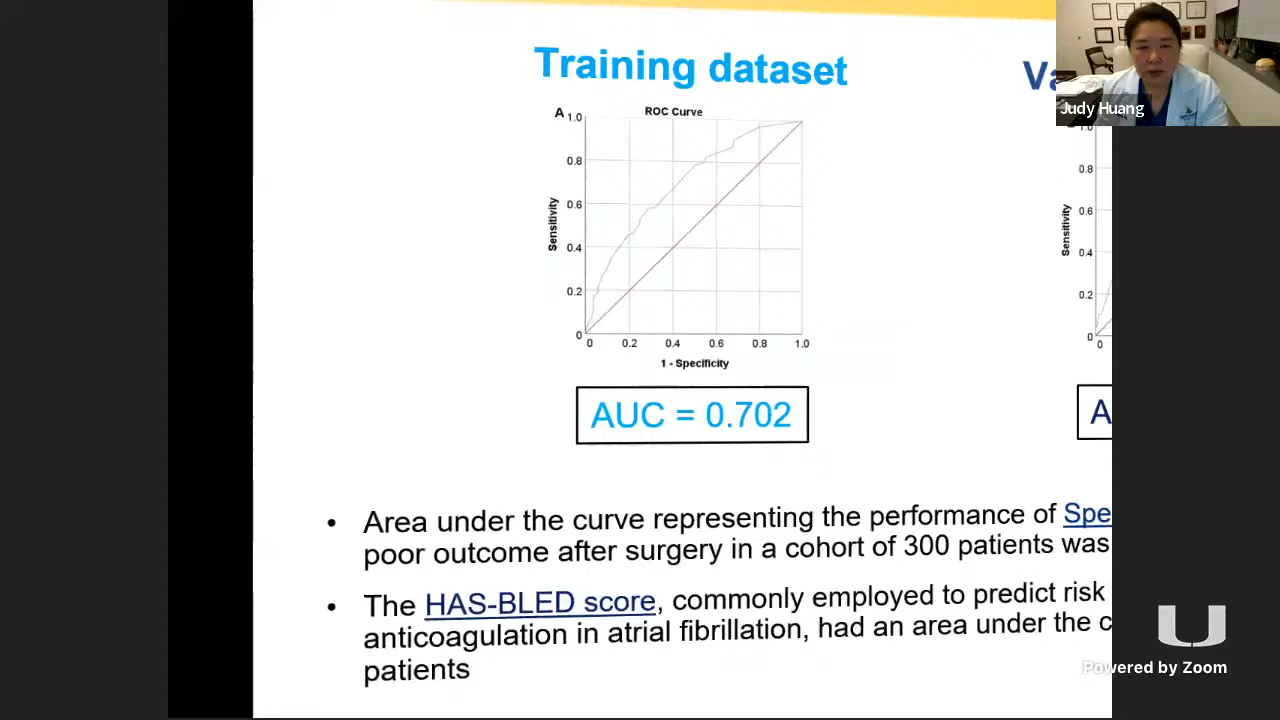 Training dataset
Va
Judy Huang
A
ROC Curve
1.0
0.8
0.6
0.4
0.2
0
Sensitivity
0 0.2 0.4 0.6 0.8 1.0
1 - Specificity
1.0
0.8
0.6
0.4
0.2
0
Sensitivity
0
AUC = 0.702
A
• Area under the curve representing the performance of Spe
poor outcome after surgery in a cohort of 300 patients was
• The HAS-BLED score, commonly employed to predict risk
anticoagulation in atrial fibrillation, had an area under the c
patients
U
Powered by Zoom